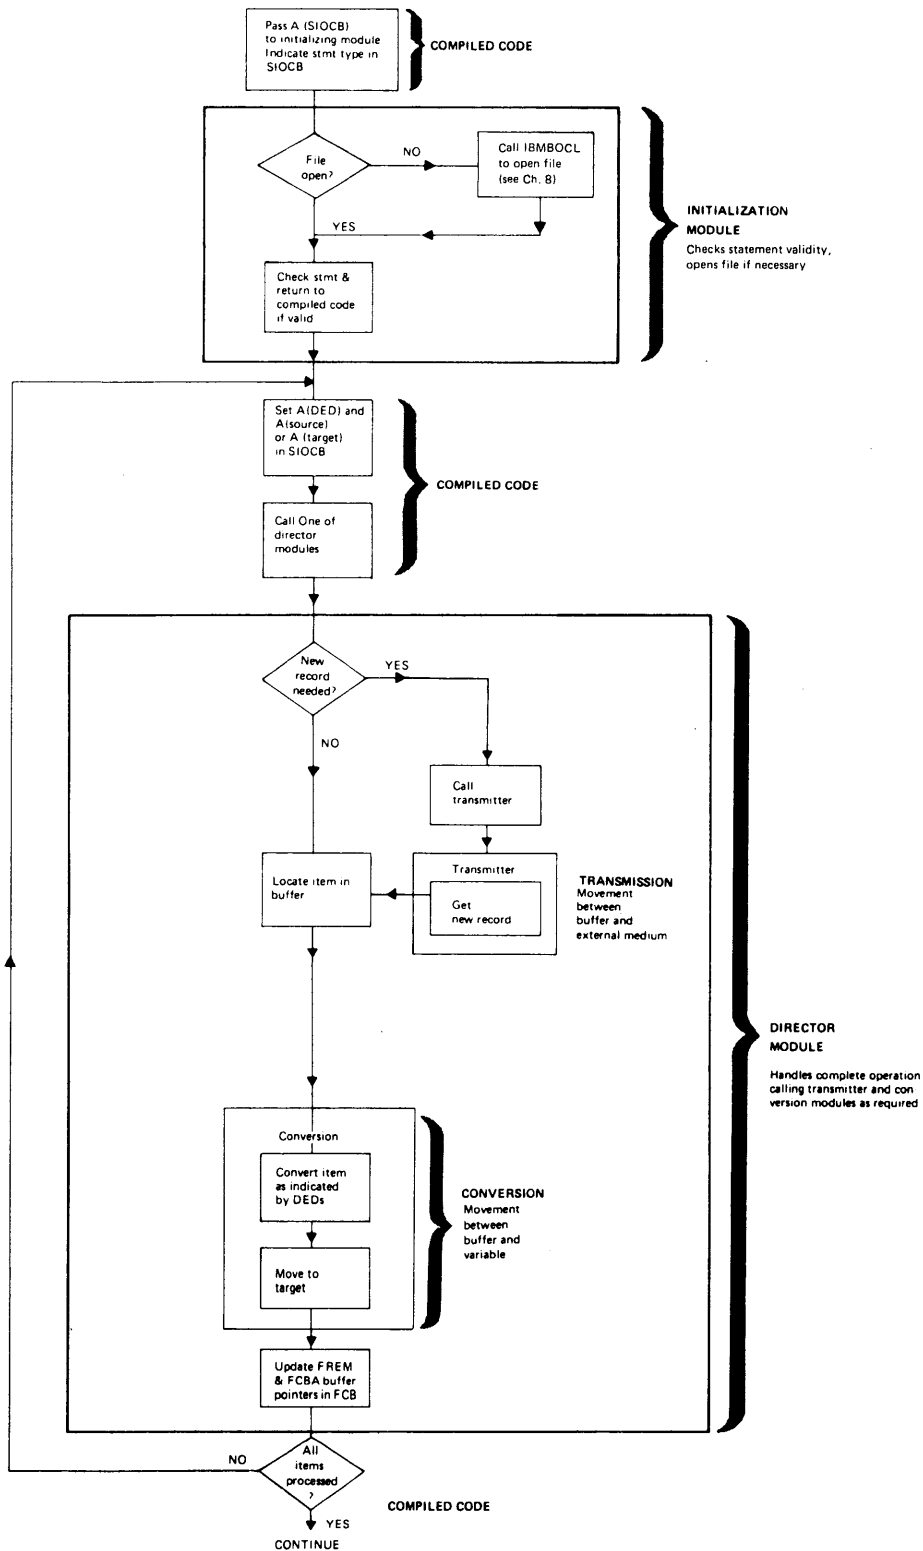 Pass A (SIOCB)
to initializing module
Indicate stmt type in
SIOCB
COMPILED CODE
File
open?
NO
Call IBMBOCL
to open file
(see Ch. 8)
YES
INITIALIZATION
MODULE
Checks statement validity,
opens file if necessary
Check stmt &
return to
compiled code
if valid
Set A(DED) and
A(source)
or A (target)
in SIOCB
COMPILED CODE
Call One of
director
modules
New
record
needed?
YES
NO
Call
transmitter
Locate item in
buffer
Transmitter
Get
new record
TRANSMISSION
Movement
between
buffer and
external medium
DIRECTOR
MODULE
Handles complete operation
calling transmitter and con
version modules as required
Conversion
Convert item
as indicated
by DEDs
CONVERSION
Movement
between
buffer and
variable
Move to
target
Update FREM
& FCBA buffer
pointers in FCB
All
items
processed
?
NO
COMPILED CODE
YES
CONTINUE